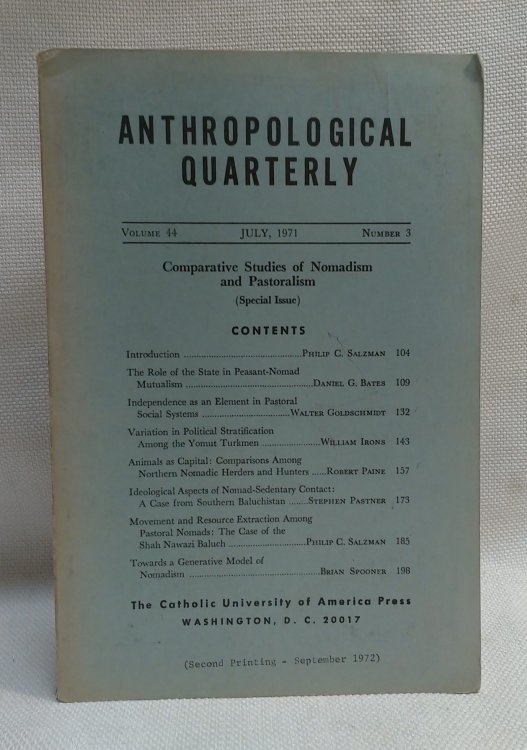 ANTHROPOLOGICAL
QUARTERLY
VOLUME 44 JULY, 1971 NUMBER 3
Comparative Studies of Nomadism
and Pastoralism
(Special Issue)
CONTENTS
Introduction ............................................PHILIP C. SALZMAN 104
The Role of the State in Peasant-Nomad
Mutualism ................................................DANIEL G. BATES 109
Independence as an Element in Pastoral
Social Systems .................................WALTER GOLDSCHMIDT 132
Variation in Political Stratification
Among the Yomut Turkmen ......................WILLIAM IRONS 143
Animals as Capital: Comparisons Among
Northern Nomadic Herders and Hunters ......ROBERT PAINE 157
Ideological Aspects of Nomad-Sedentary Contact:
A Case from Southern Baluchistan ........STEPHEN PASTNER 173
Movement and Resource Extraction Among
Pastoral Nomads: The Case of the
Shah Nawazi Baluch ............................PHILIP C. SALZMAN 185
Towards a Generative Model of
Nomadism ..................................................BRIAN SPOONER 198
The Catholic University of America Press
WASHINGTON, D. C. 20017
(Second Printing - September 1972)